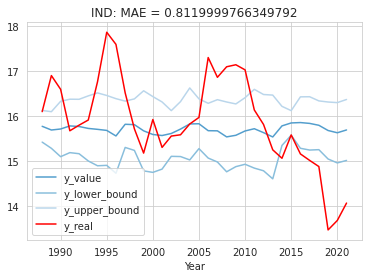 IND: MAE = 0.8119999766349792
18
17
16
15
14
y_value
y_lower_bound
y_upper_bound
y_real
1990 1995 2000 2005 2010 2015 2020
Year